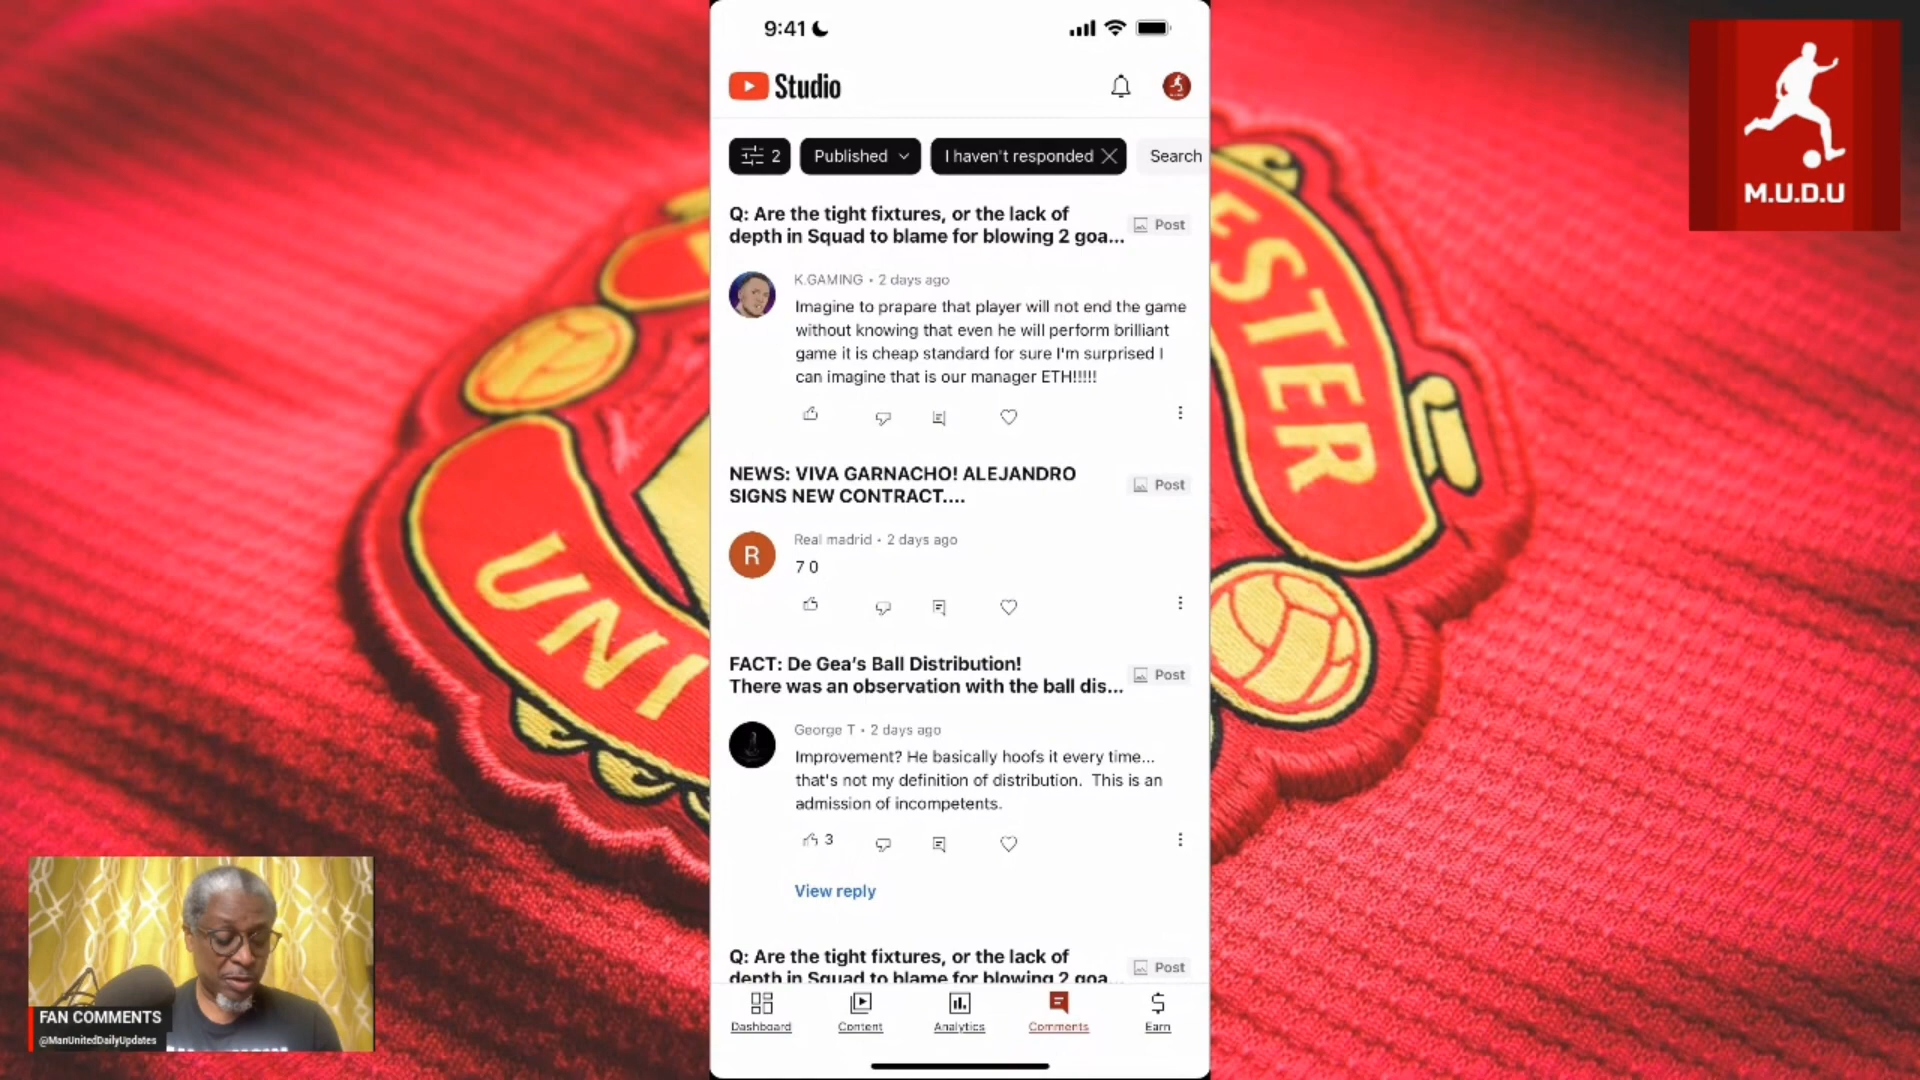 9:41
Studio
2
Published
I haven't responded
Search
Q: Are the tight fixtures, or the lack of
depth in Squad to blame for blowing 2 goa...
Post
K.GAMING • 2 days ago
Imagine to prapare that player will not end the game
without knowing that even he will perform brilliant
game it is cheap standard for sure I'm surprised I
can imagine that is our manager ETH!!!!!
NEWS: VIVA GARNACHO! ALEJANDRO
SIGNS NEW CONTRACT....
Post
R
Real madrid • 2 days ago
7 0
FACT: De Gea's Ball Distribution!
There was an observation with the ball dis...
Post
George T • 2 days ago
Improvement? He basically hoofs it every time...
that's not my definition of distribution.  This is an
admission of incompetents.
3
View reply
Q: Are the tight fixtures, or the lack of
depth in Squad to blame for blowing 2 goa
Post
Dashboard
Content
Analytics
Comments
Earn
M.U.D.U
ESTER
UNI
FAN COMMENTS
@ManUnitedDailyUpdates